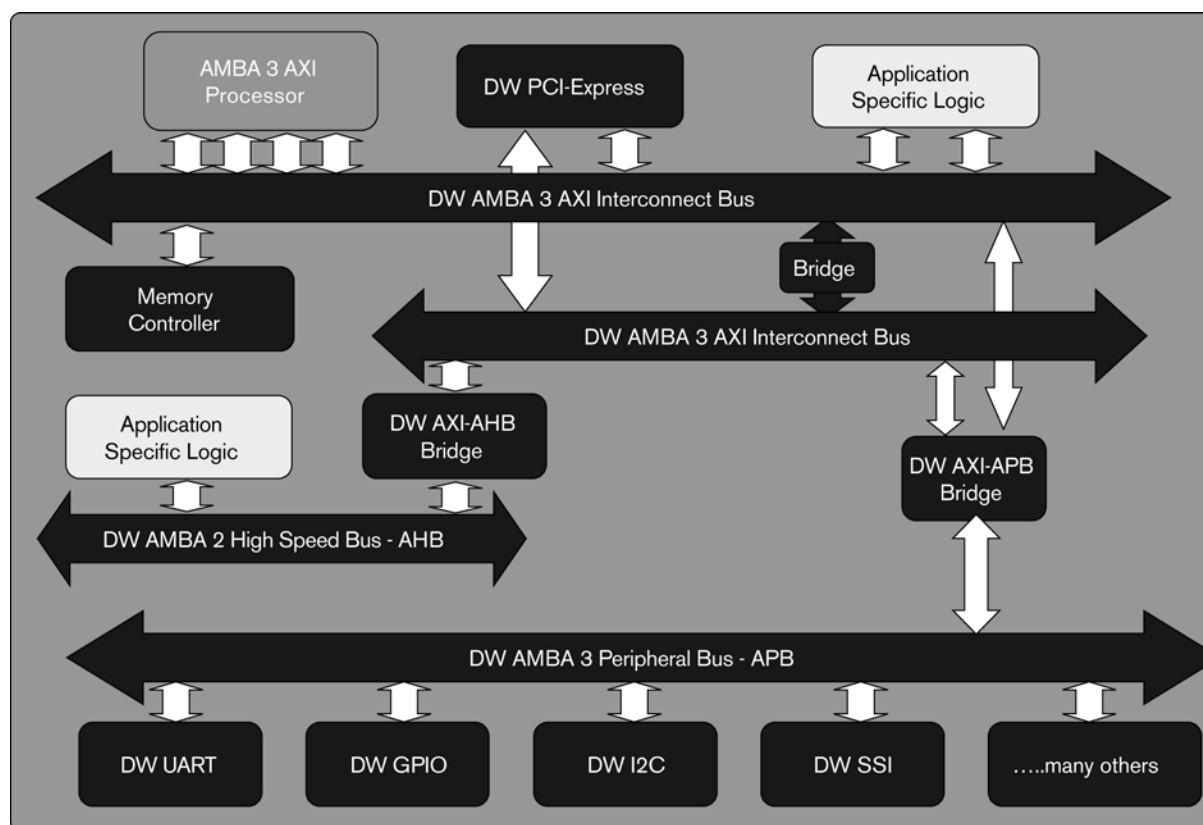 AMBA 3 AXI
Processor
DW PCI-Express
Application
Specific Logic
DW AMBA 3 AXI Interconnect Bus
Memory
Controller
Bridge
DW AMBA 3 AXI Interconnect Bus
Application
Specific Logic
DW AXI-AHB
Bridge
DW AXI-APB
Bridge
DW AMBA 2 High Speed Bus - AHB
DW AMBA 3 Peripheral Bus - APB
DW UART
DW GPIO
DW I2C
DW SSI
.....many others